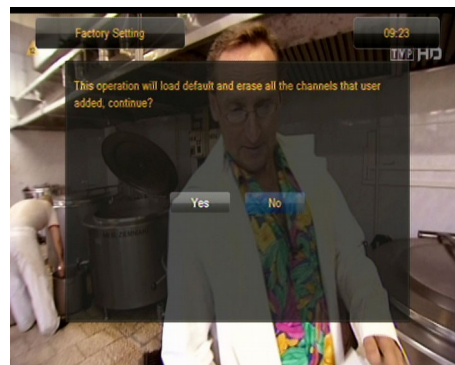 Factory Setting
09:23
TVP HD
This operation will load default and erase all the channels that user
added, continue?
Yes
No